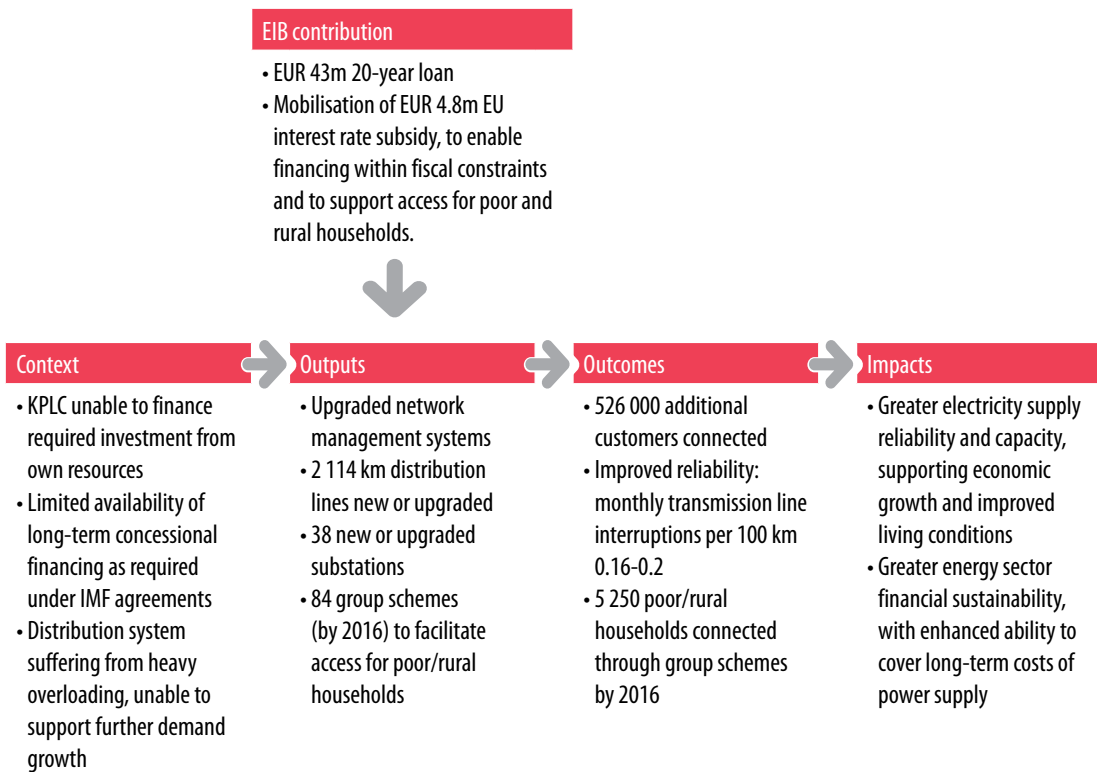 EIB contribution
• EUR 43m 20-year loan
• Mobilisation of EUR 4.8m EU
interest rate subsidy, to enable
financing within fiscal constraints
and to support access for poor and
rural households.
Context
• KPLC unable to finance
required investment from
own resources
• Limited availability of
long-term concessional
financing as required
under IMF agreements
• Distribution system
suffering from heavy
overloading, unable to
support further demand
growth
Outputs
• Upgraded network
management systems
• 2 114 km distribution
lines new or upgraded
• 38 new or upgraded
substations
• 84 group schemes
(by 2016) to facilitate
access for poor/rural
households
Outcomes
• 526 000 additional
customers connected
• Improved reliability:
monthly transmission line
interruptions per 100 km
0.16-0.2
• 5 250 poor/rural
households connected
through group schemes
by 2016
Impacts
• Greater electricity supply
reliability and capacity,
supporting economic
growth and improved
living conditions
• Greater energy sector
financial sustainability,
with enhanced ability to
cover long-term costs of
power supply